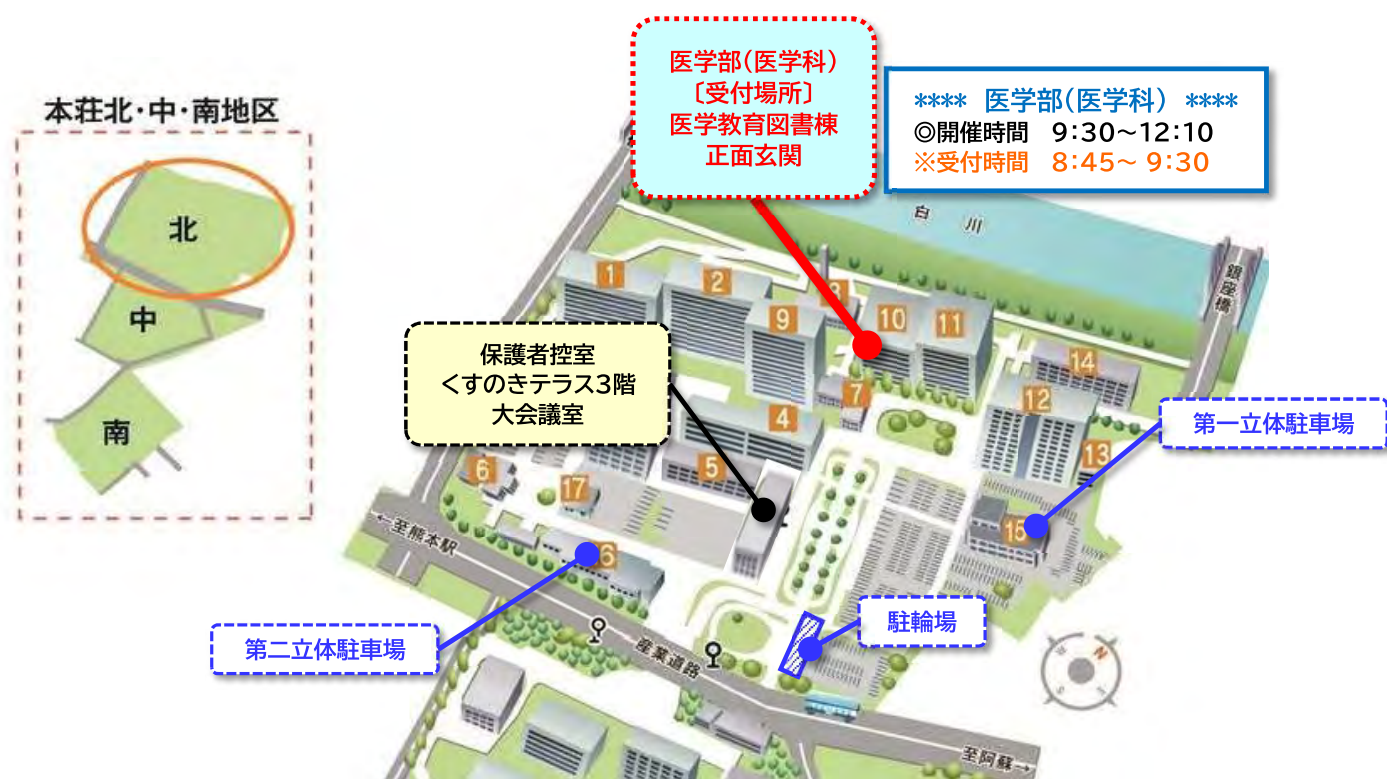 本荘北・中・南地区
北
中
南
医学部(医学科)
〔受付場所〕
医学教育図書棟
正面玄関
**** 医学部(医学科) ****
◎開催時間 9:30～12:10
※受付時間 8:45～ 9:30
白 川
銀座橋
1
2
9
10
11
14
12
7
4
13
5
6
17
15
保護者控室
くすのきテラス3階
大会議室
第一立体駐車場
←至熊本駅
6
駐輪場
第二立体駐車場
産業道路
N
W
S
至阿蘇→